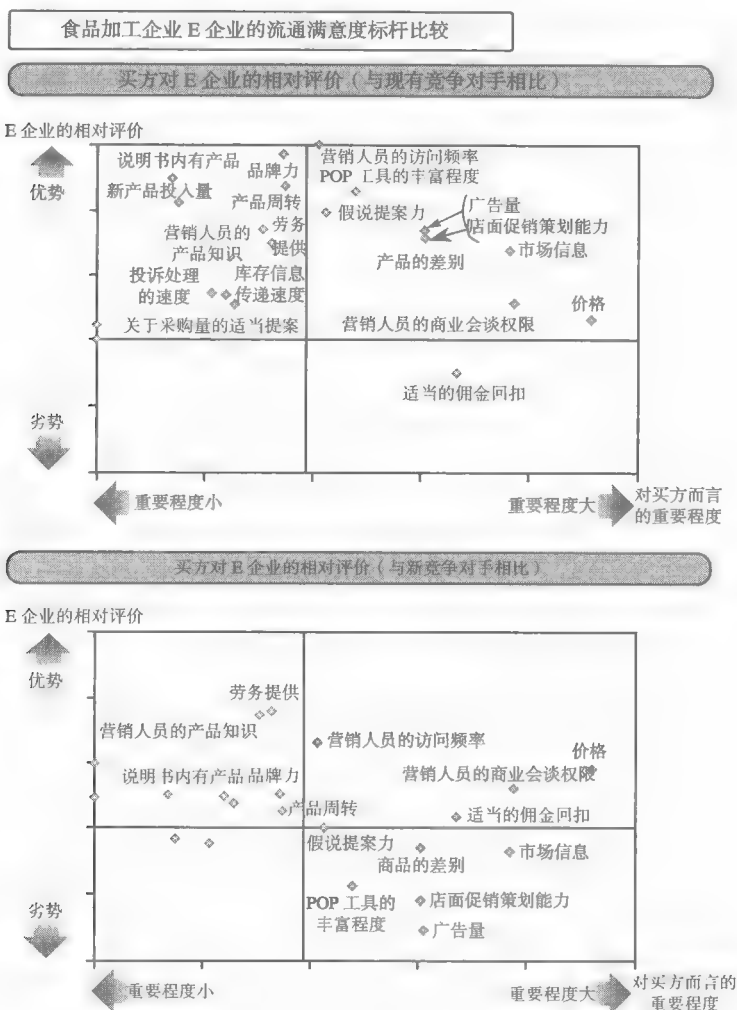 食品加工企业 E 企业的流通满意度标杆比较
买方对 E 企业的相对评价（与现有竞争对手相比）
E 企业的相对评价
优势
说明书内有产品
品牌力
营销人员的访问频率
新产品投入量
POP 工具的丰富程度
产品周转
假说提案力
广告量
店面促销策划能力
营销人员的
产品知识
劳务
提供
产品的差别
市场信息
投诉处理
的速度
库存信息
传递速度
价格
关于采购量的适当提案
营销人员的商业会谈权限
适当的佣金回扣
劣势
重要程度小
重要程度大
对买方而言
的重要程度
买方对 E 企业的相对评价（与新竞争对手相比）
E 企业的相对评价
优势
劳务提供
营销人员的产品知识
营销人员的访问频率
价格
说明书内有产品
品牌力
营销人员的商业会谈权限
产品周转
适当的佣金回扣
假说提案力
商品的差别
市场信息
POP 工具的
丰富程度
店面促销策划能力
广告量
劣势
重要程度小
重要程度大
对买方而言的
重要程度